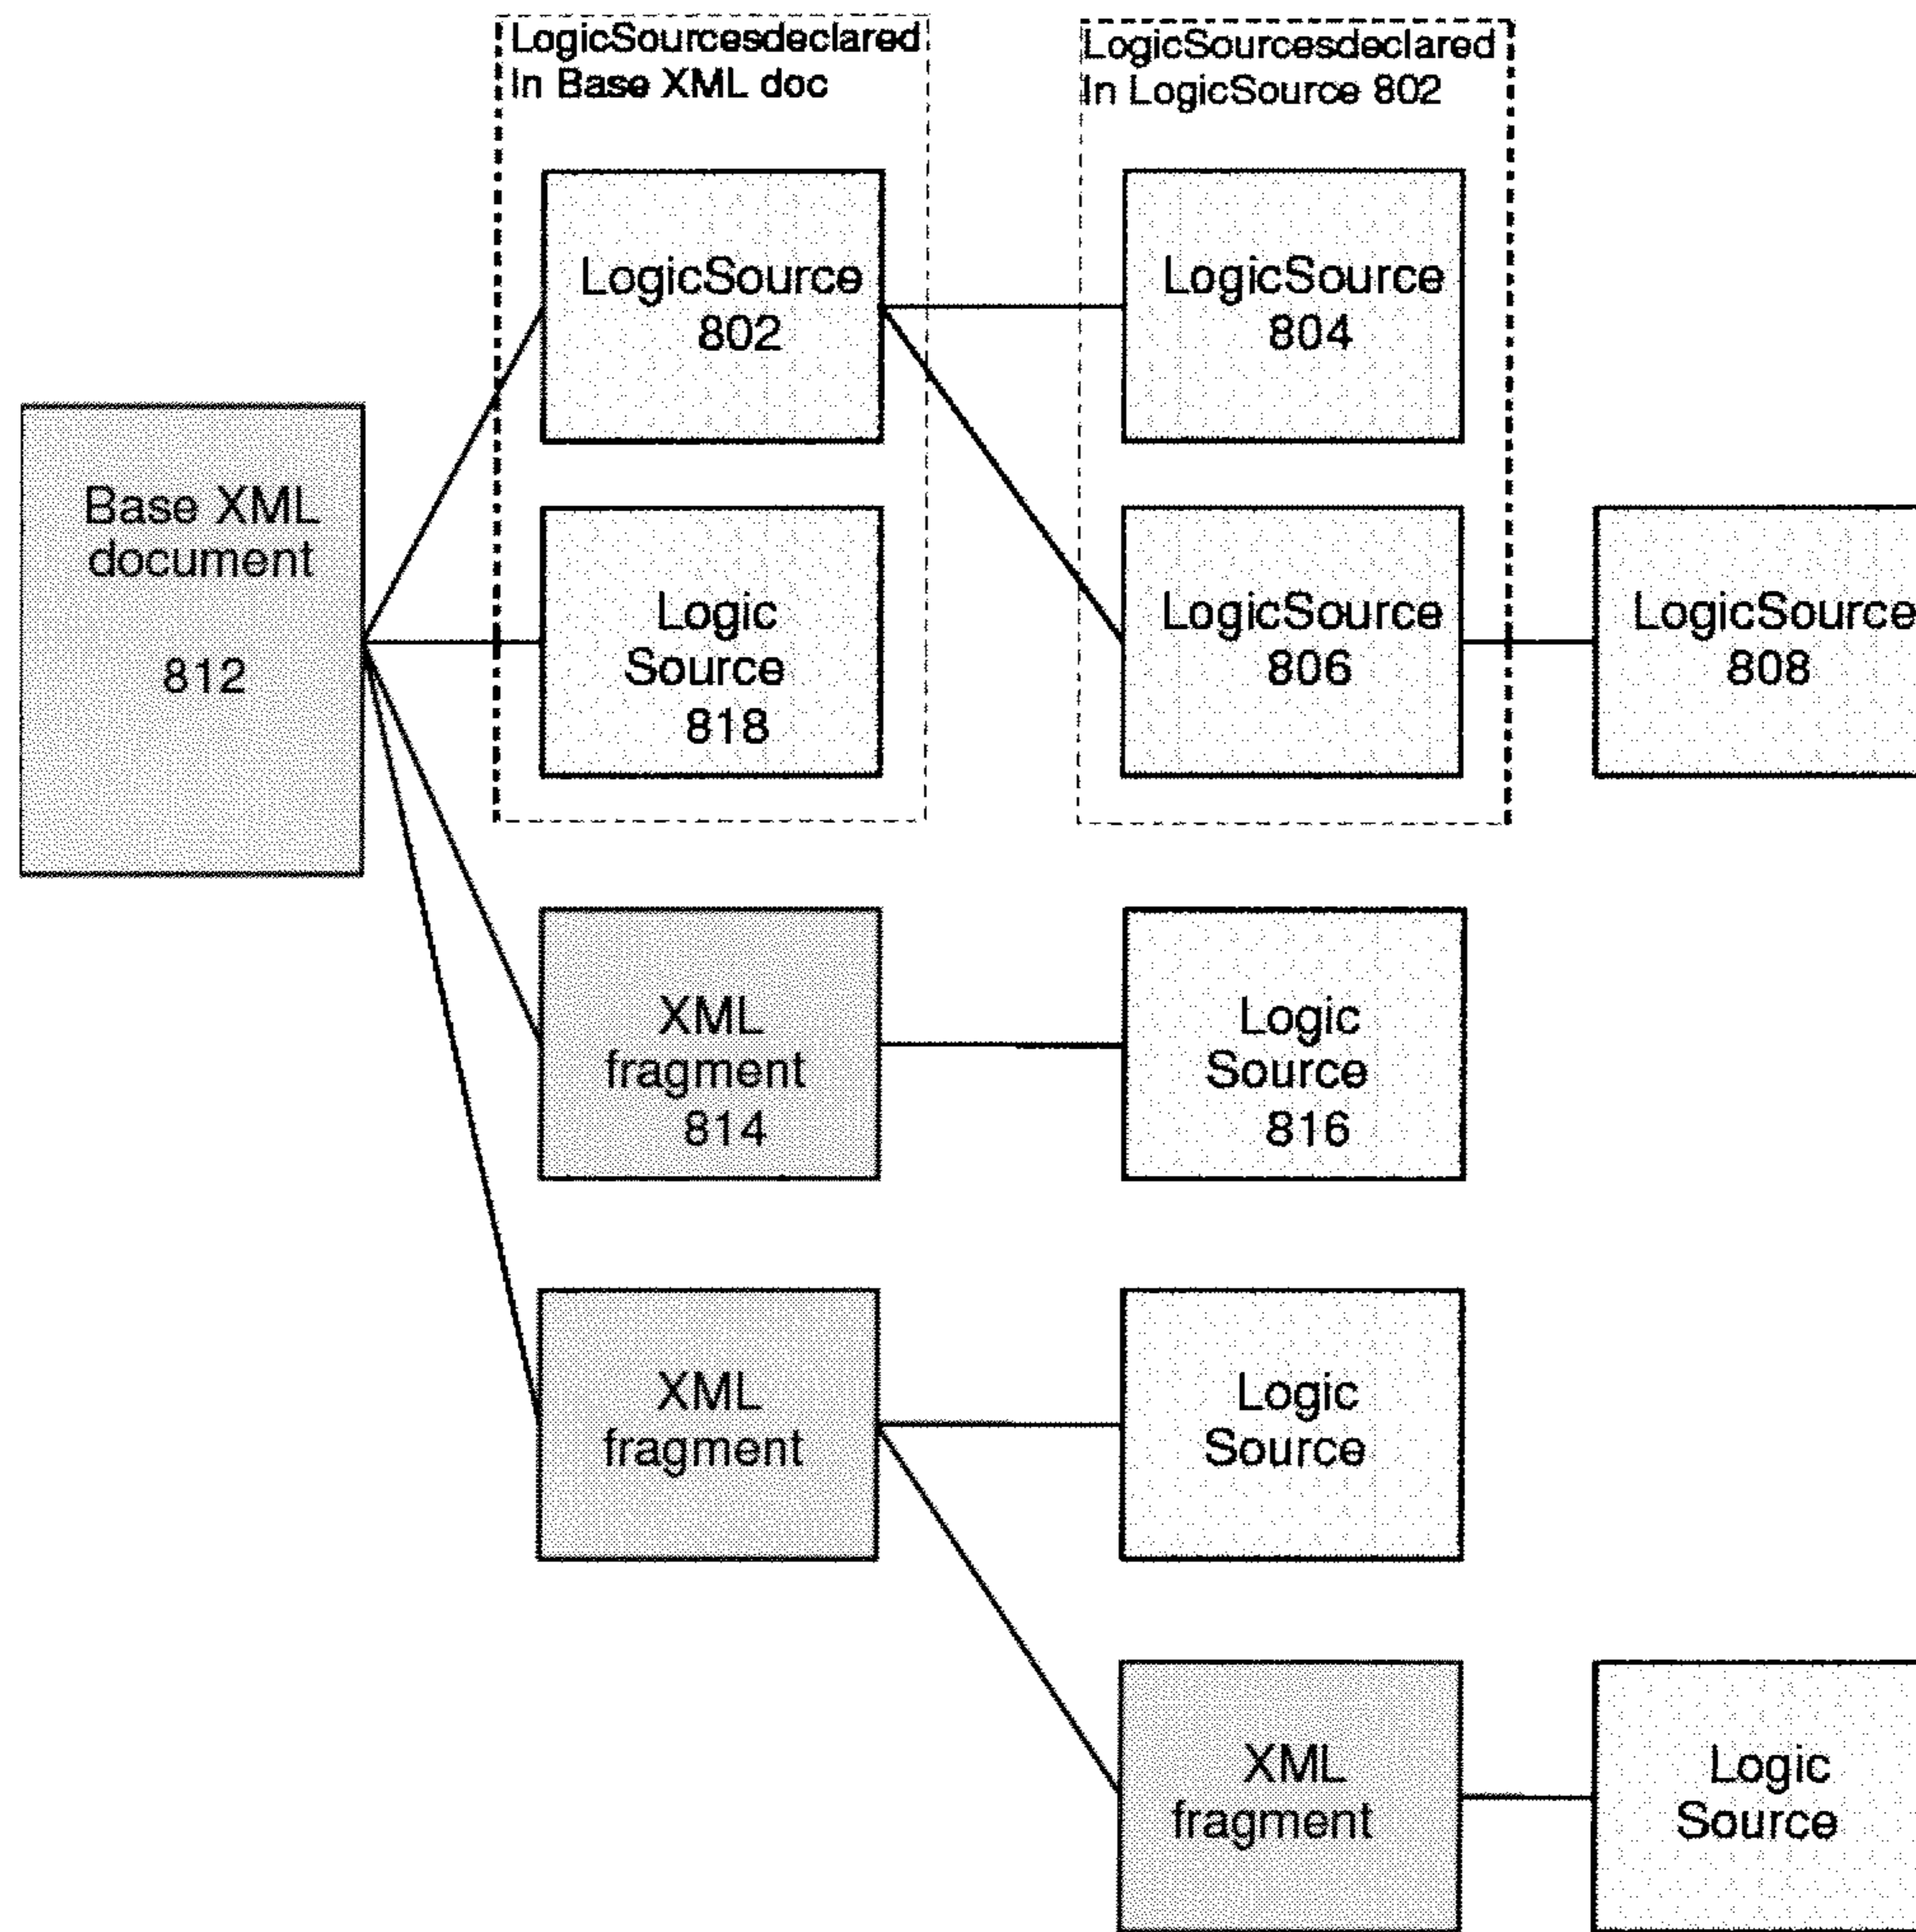 LogicSourcesdeclared
In Base XML doc
LogicSourcesdeclared
In LogicSource 802
LogicSource
802
LogicSource
804
Base XML
document
812
Logic
Source
818
LogicSource
806
LogicSource
808
XML
fragment
814
Logic
Source
816
XML
fragment
Logic
Source
XML
fragment
Logic
Source